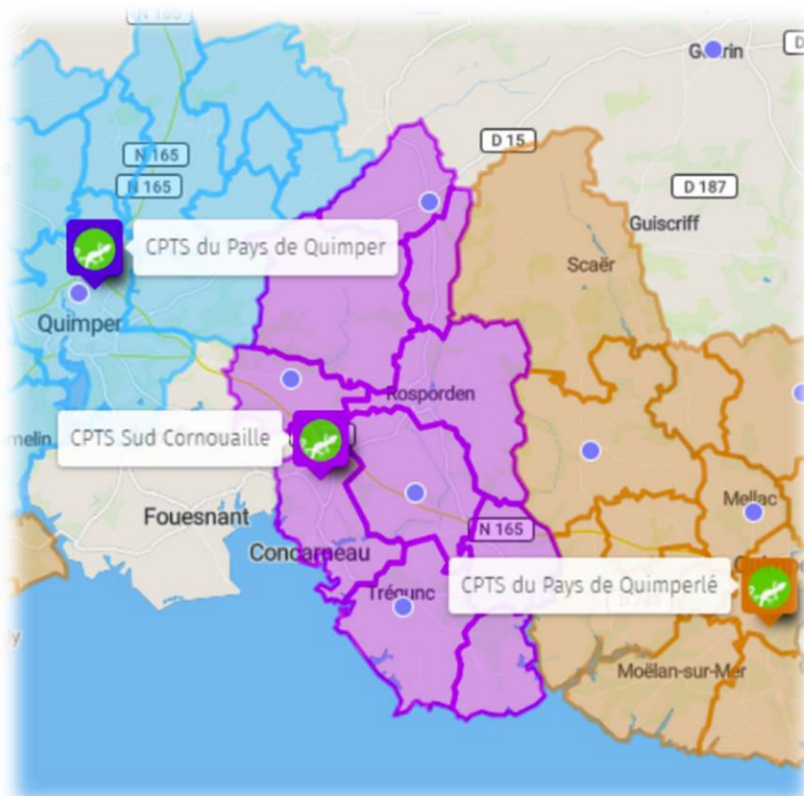 N 165
D 15
N 165
N 165
D 187
Guiscriff
CPTS du Pays de Quimper
Scaër
Quimper
Rosporden
CPTS Sud Cornouaille
Mellac
Fouesnant
N 165
Concarneau
CPTS du Pays de Quimperlé
Trégunc
Moëlan-sur-Mer